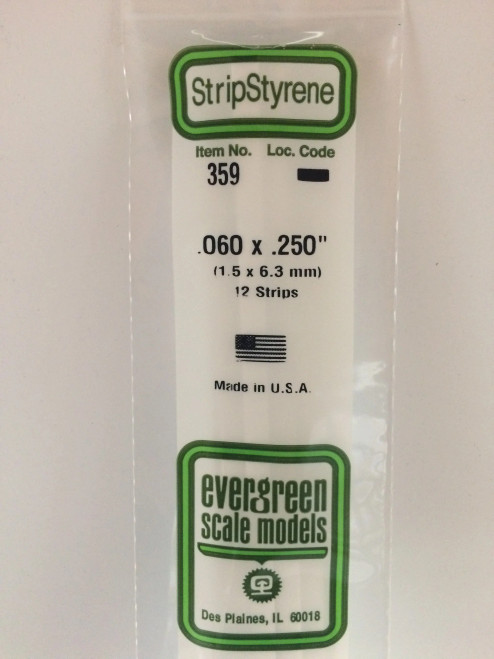 StripStyrene
Item No. Loc. Code
359
.060 x .250"
(1.5 x 6.3 mm)
12 Strips
Made in U.S.A.
evergreen
scale models
Des Plaines, IL 60018